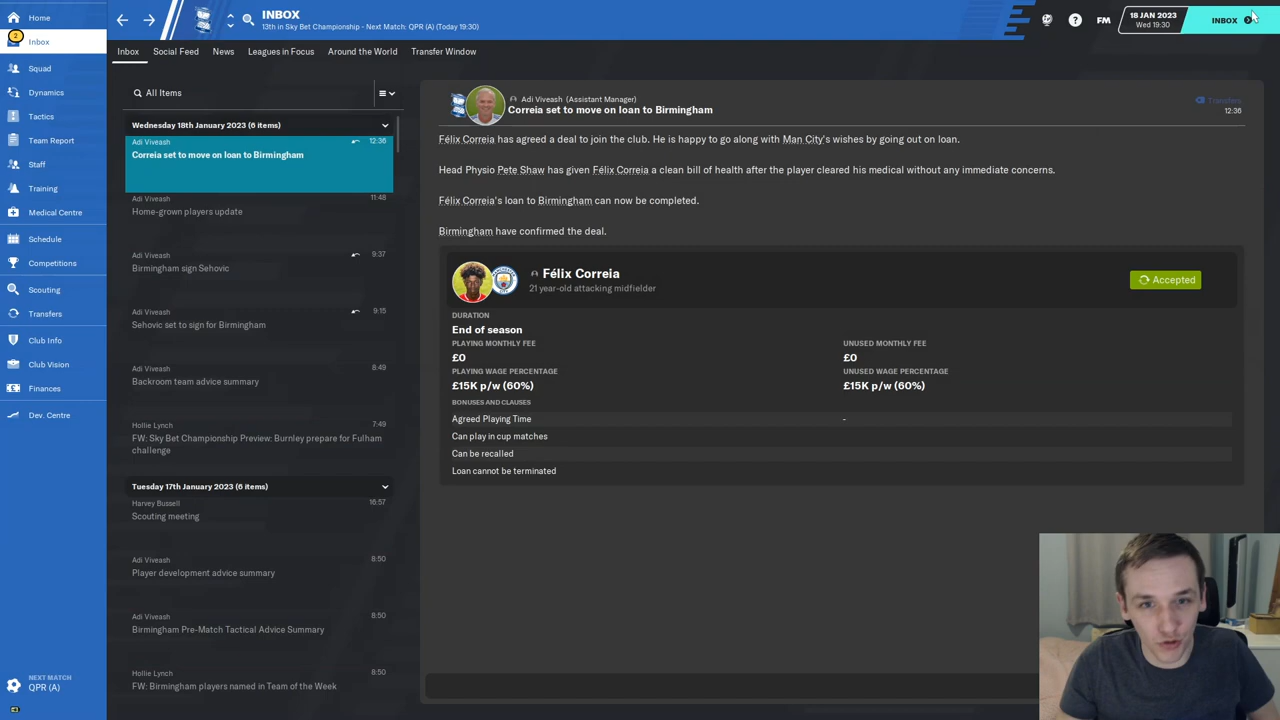 INBOX
13th in Sky Bet Championship - Next Match: QPR (A) (Today 19:30)
FM
18 JAN 2023
Wed 19:30
INBOX
Home
2
Inbox
Squad
Dynamics
Tactics
Team Report
Staff
Training
Medical Centre
Schedule
Competitions
Scouting
Transfers
Club Info
Club Vision
Finances
Dev. Centre
NEXT MATCH
QPR (A)
Inbox Social Feed News Leagues in Focus Around the World Transfer Window
All Items
Wednesday 18th January 2023 (6 items)
Adi Viveash 12:36
Correia set to move on loan to Birmingham
Adi Viveash 11:48
Home-grown players update
Adi Viveash 9:37
Birmingham sign Sehovic
Adi Viveash 9:15
Sehovic set to sign for Birmingham
Adi Viveash 8:49
Backroom team advice summary
Hollie Lynch 7:49
FW: Sky Bet Championship Preview: Burnley prepare for Fulham
challenge
Tuesday 17th January 2023 (6 items)
Harvey Bussell 16:57
Scouting meeting
Adi Viveash 8:50
Player development advice summary
Adi Viveash 8:50
Birmingham Pre-Match Tactical Advice Summary
Hollie Lynch 8:50
FW: Birmingham players named in Team of the Week
Adi Viveash (Assistant Manager)
Correia set to move on loan to Birmingham
Transfers
12:36
Félix Correia has agreed a deal to join the club. He is happy to go along with Man City's wishes by going out on loan.
Head Physio Pete Shaw has given Félix Correia a clean bill of health after the player cleared his medical without any immediate concerns.
Félix Correia's loan to Birmingham can now be completed.
Birmingham have confirmed the deal.
Félix Correia
21 year-old attacking midfielder
Accepted
DURATION
End of season
PLAYING MONTHLY FEE UNUSED MONTHLY FEE
£0 £0
PLAYING WAGE PERCENTAGE UNUSED WAGE PERCENTAGE
£15K p/w (60%) £15K p/w (60%)
BONUSES AND CLAUSES
Agreed Playing Time -
Can play in cup matches
Can be recalled
Loan cannot be terminated